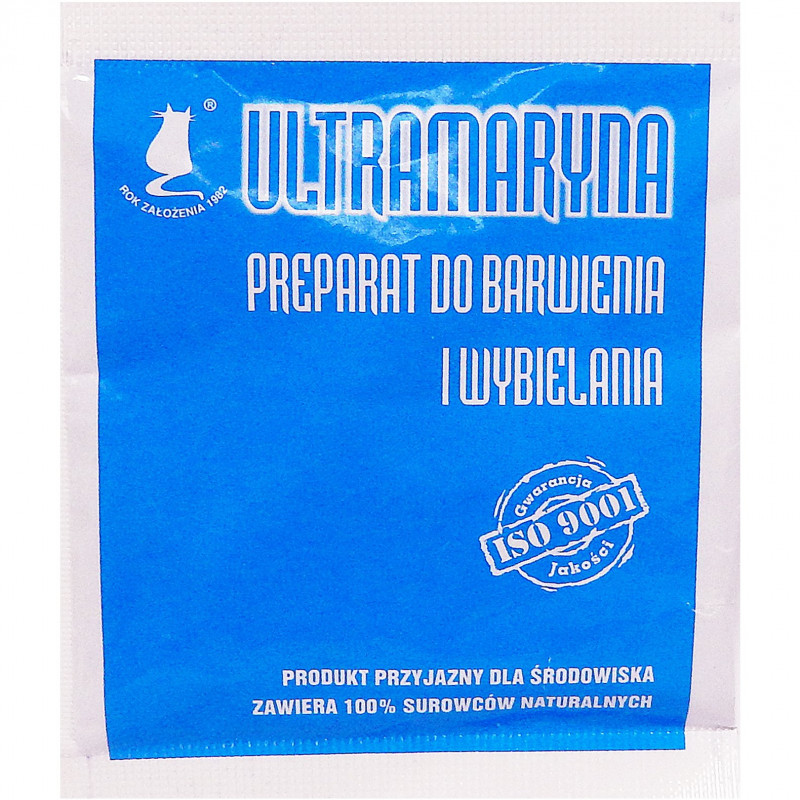 ®
ROK ZAŁOŻENIA 1982
ULTRAMARYNA
PREPARAT DO BARWIENIA
I WYBIELANIA
Gwarancja
ISO 9001
Jakości
PRODUKT PRZYJAZNY DLA ŚRODOWISKA
ZAWIERA 100% SUROWCÓW NATURALNYCH